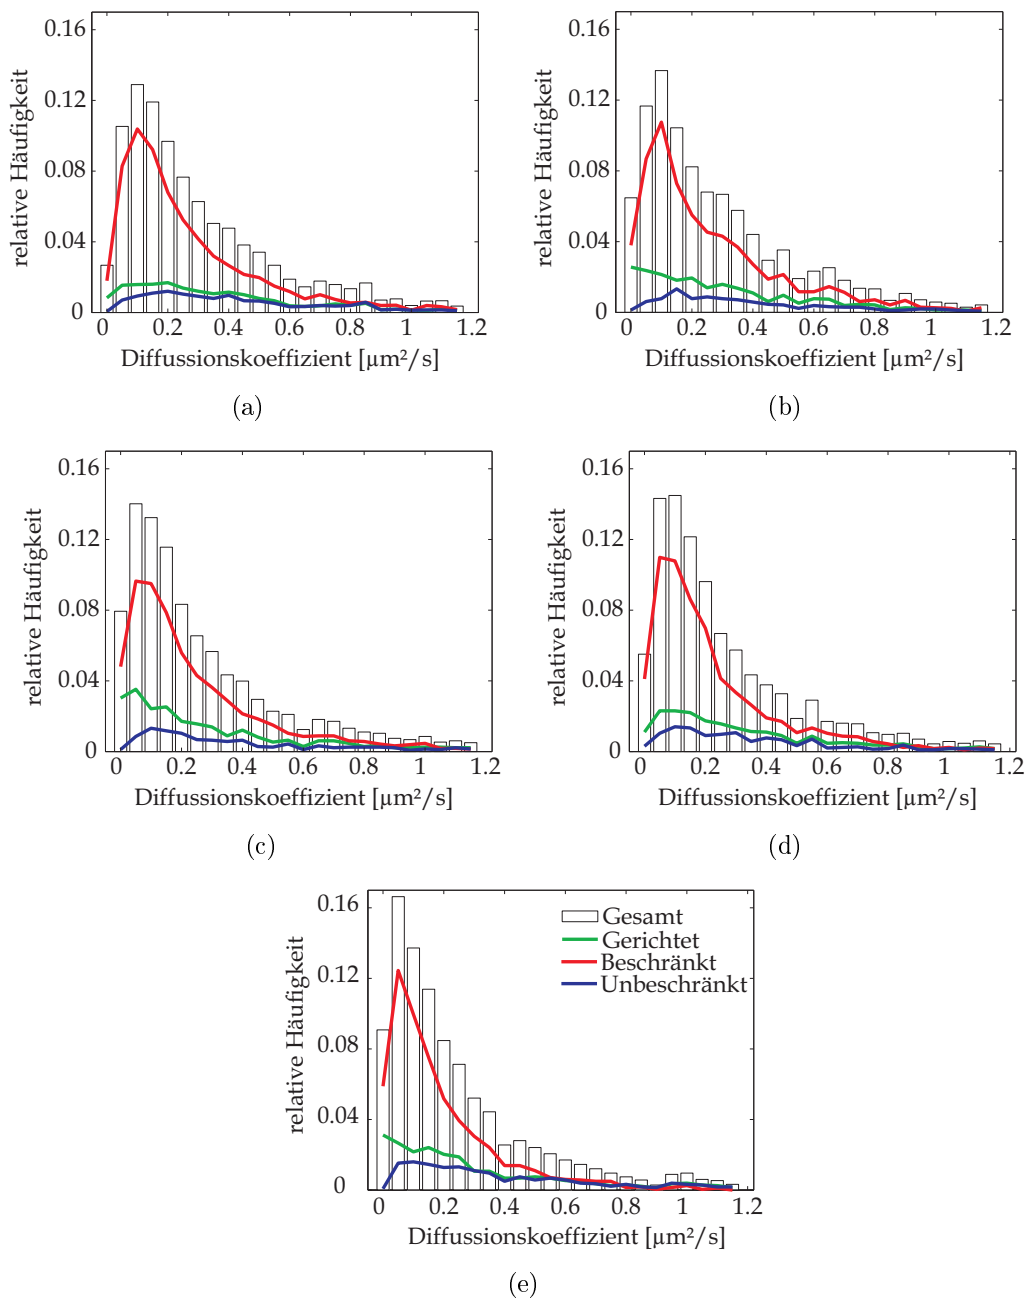 0.16
0.12
0.08
0.04
0
relative Häufigkeit
0 0.2 0.4 0.6 0.8 1 1.2
Diffussionskoeffizient [µm²/s]
(a)
0.16
0.12
0.08
0.04
0
relative Häufigkeit
0 0.2 0.4 0.6 0.8 1 1.2
Diffussionskoeffizient [µm²/s]
(b)
0.16
0.12
0.08
0.04
0
relative Häufigkeit
0 0.2 0.4 0.6 0.8 1 1.2
Diffussionskoeffizient [µm²/s]
(c)
0.16
0.12
0.08
0.04
0
relative Häufigkeit
0 0.2 0.4 0.6 0.8 1 1.2
Diffussionskoeffizient [µm²/s]
(d)
0.16
0.12
0.08
0.04
0
relative Häufigkeit
Gesamt
Gerichtet
Beschränkt
Unbeschränkt
0 0.2 0.4 0.6 0.8 1 1.2
Diffussionskoeffizient [µm²/s]
(e)